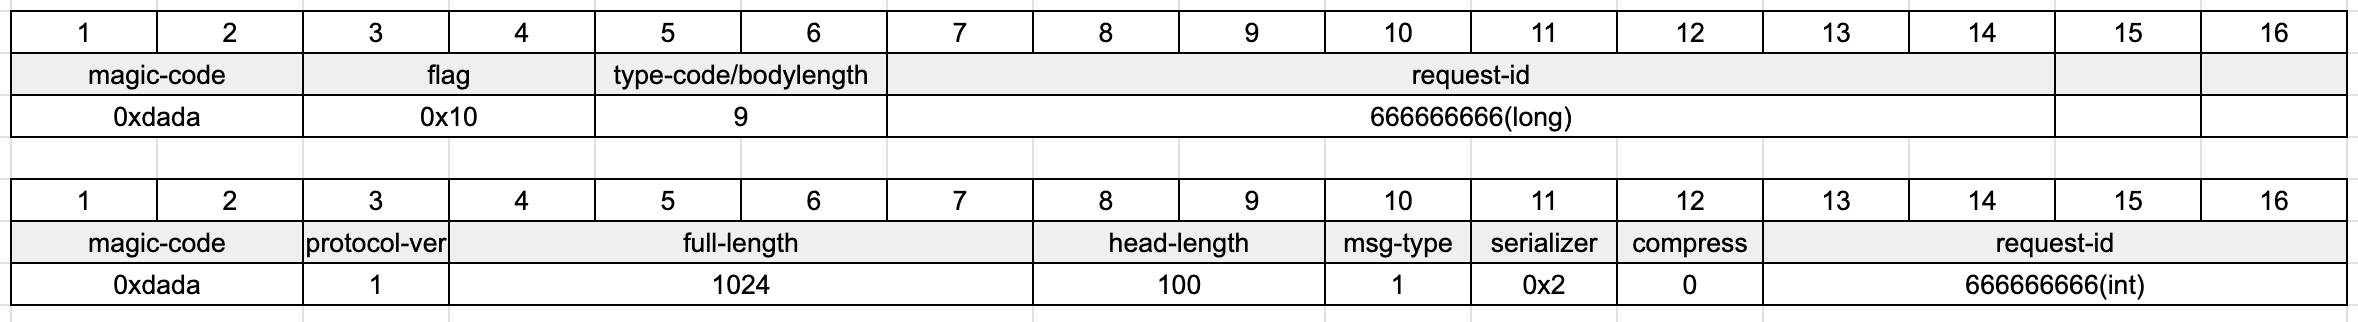 1 2 3 4 5 6 7 8 9 10 11 12 13 14 15 16
magic-code flag type-code/bodylength request-id
0xdada 0x10 9 666666666(long)
1 2 3 4 5 6 7 8 9 10 11 12 13 14 15 16
magic-code protocol-ver full-length head-length msg-type serializer compress request-id
0xdada 1 1024 100 1 0x2 0 666666666(int)